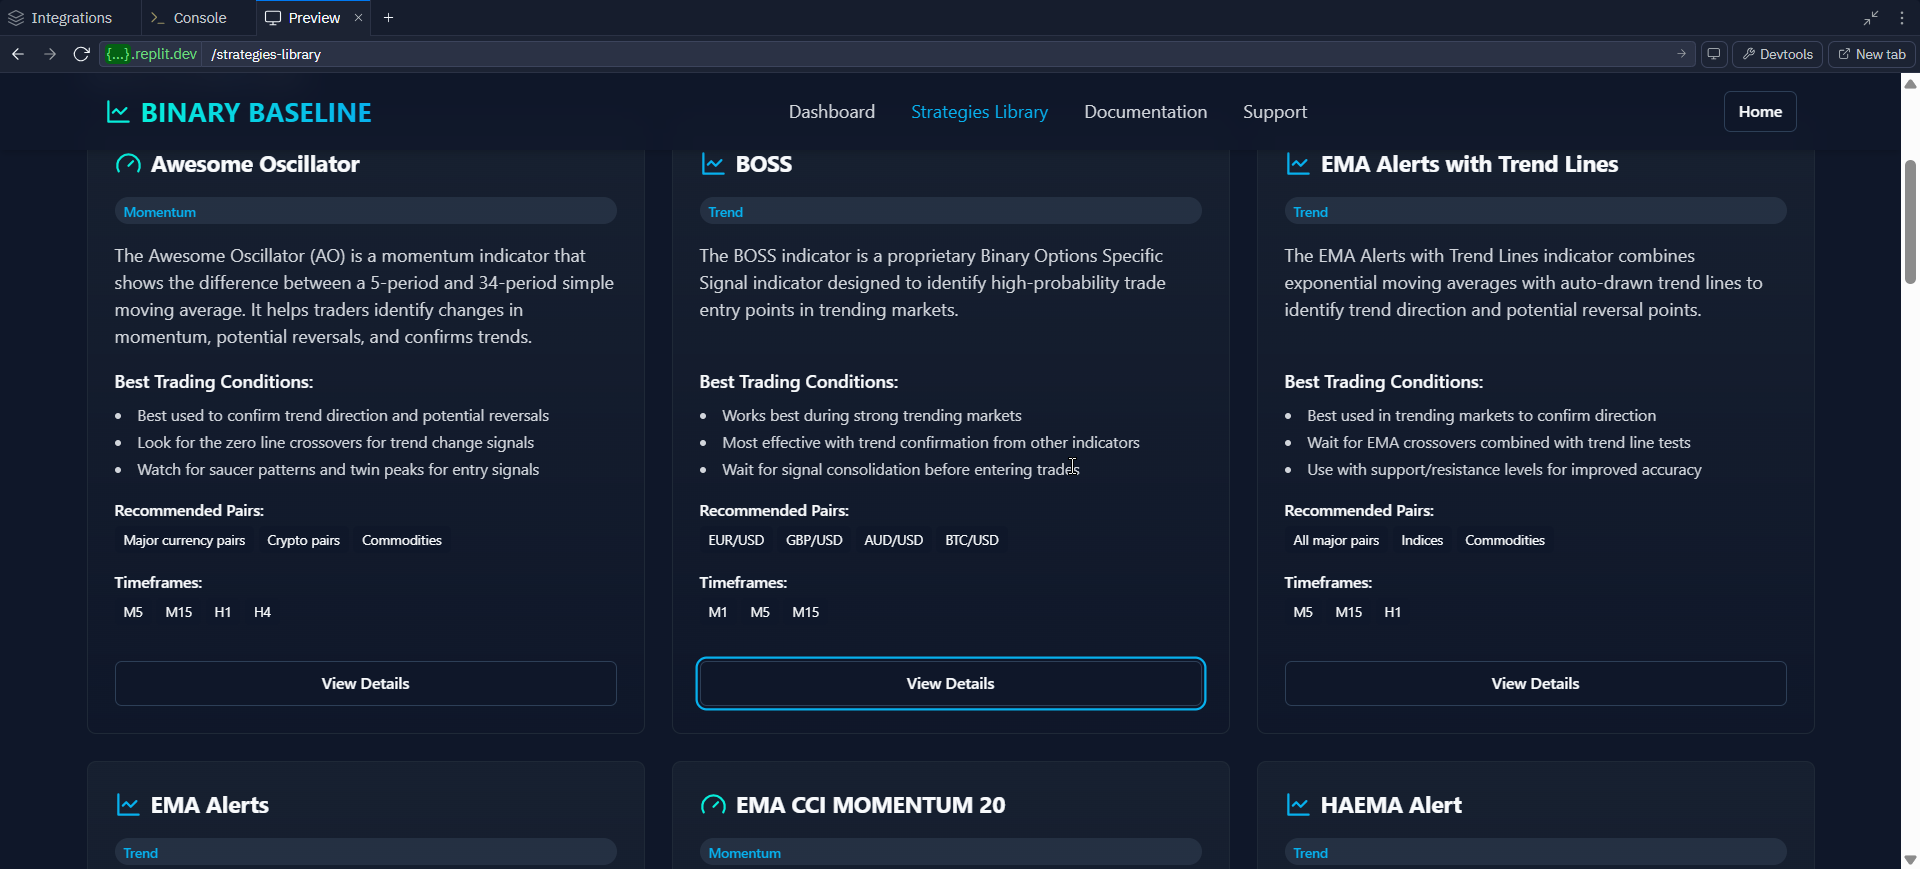 Integrations
Console
Preview
{...}.replit.dev
/strategies-library
Devtools
New tab
BINARY BASELINE
Dashboard
Strategies Library
Documentation
Support
Home
Awesome Oscillator
Momentum
The Awesome Oscillator (AO) is a momentum indicator that
shows the difference between a 5-period and 34-period simple
moving average. It helps traders identify changes in
momentum, potential reversals, and confirms trends.
Best Trading Conditions:
Best used to confirm trend direction and potential reversals
Look for the zero line crossovers for trend change signals
Watch for saucer patterns and twin peaks for entry signals
Recommended Pairs:
Major currency pairs Crypto pairs Commodities
Timeframes:
M5 M15 H1 H4
View Details
BOSS
Trend
The BOSS indicator is a proprietary Binary Options Specific
Signal indicator designed to identify high-probability trade
entry points in trending markets.
Best Trading Conditions:
Works best during strong trending markets
Most effective with trend confirmation from other indicators
Wait for signal consolidation before entering trades
Recommended Pairs:
EUR/USD GBP/USD AUD/USD BTC/USD
Timeframes:
M1 M5 M15
View Details
EMA Alerts with Trend Lines
Trend
The EMA Alerts with Trend Lines indicator combines
exponential moving averages with auto-drawn trend lines to
identify trend direction and potential reversal points.
Best Trading Conditions:
Best used in trending markets to confirm direction
Wait for EMA crossovers combined with trend line tests
Use with support/resistance levels for improved accuracy
Recommended Pairs:
All major pairs Indices Commodities
Timeframes:
M5 M15 H1
View Details
EMA Alerts
Trend
EMA CCI MOMENTUM 20
Momentum
HAEMA Alert
Trend